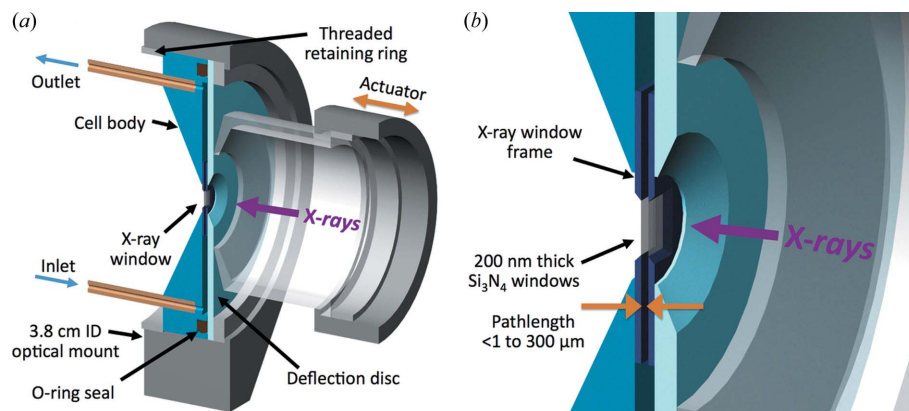 (a)
Threaded
retaining ring
Outlet
Cell body
Actuator
X-rays
X-ray
window
Inlet
3.8 cm ID
optical mount
O-ring seal
Deflection disc
(b)
X-ray window
frame
X-rays
200 nm thick
Si₃N₄ windows
Pathlength
<1 to 300 µm